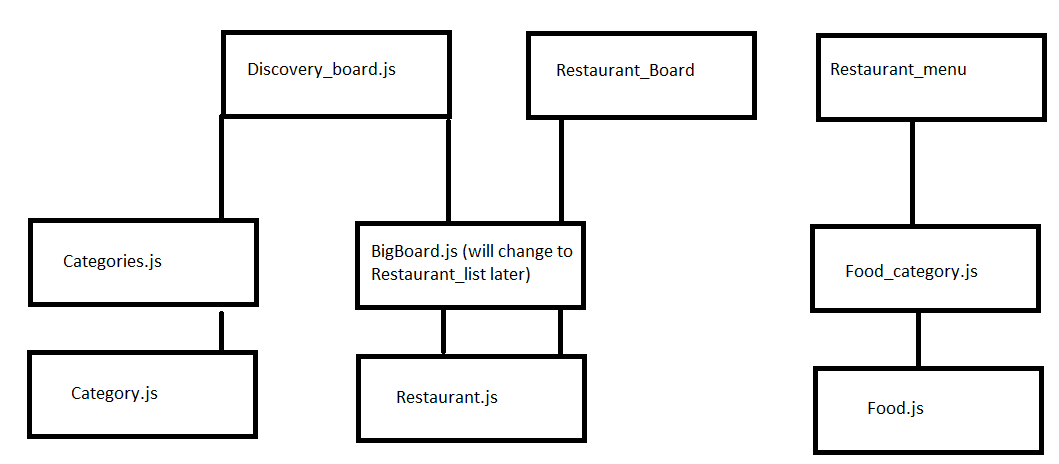 Discovery_board.js
Restaurant_Board
Restaurant_menu
Categories.js
BigBoard.js (will change to
Restaurant_list later)
Food_category.js
Category.js
Restaurant.js
Food.js